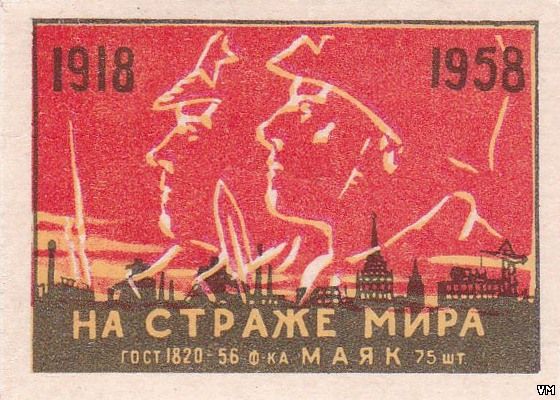 1918 1958
НА СТРАЖЕ МИРА
ГОСТ 1820-56 Ф-КА МАЯК 75 ШТ.
VM